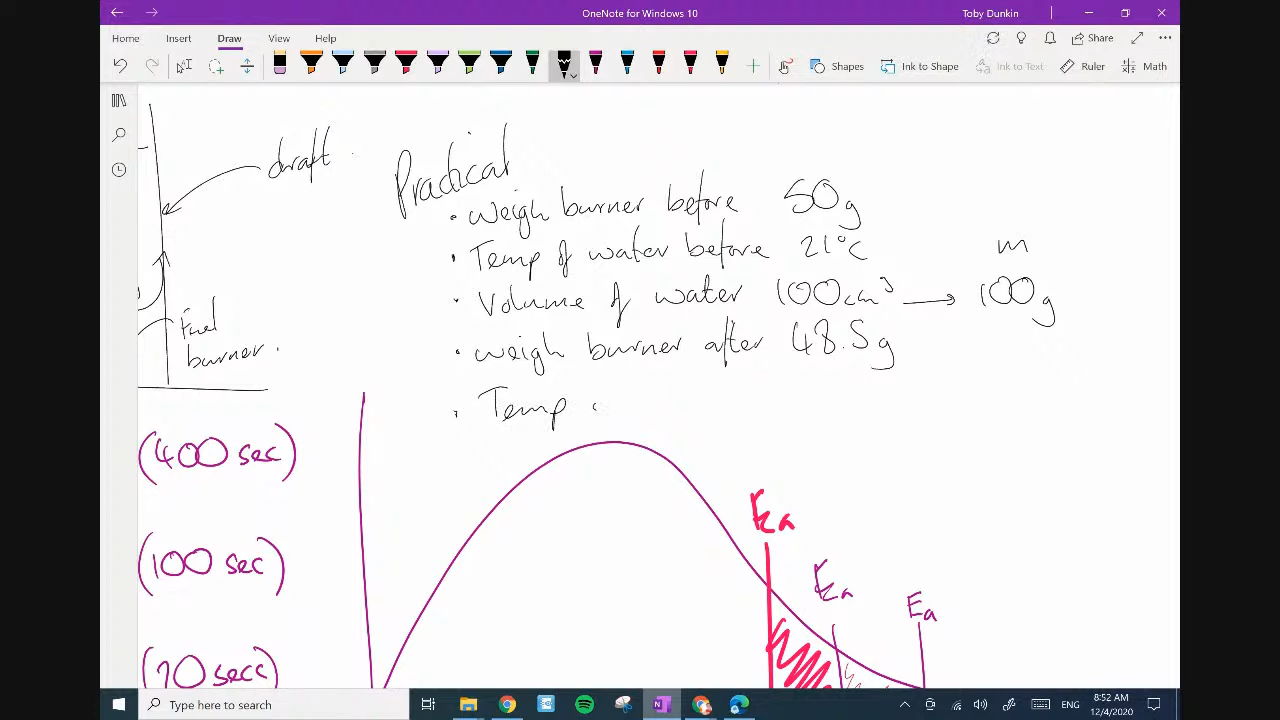 OneNote for Windows 10
Toby Dunkin
Home
Insert
Draw
View
Help
Share
Shapes
Ink to Shape
Ink to Text
Ruler
Math
draft
Practical
• Weigh burner before 50g
• Temp of water before 21°C
m
• Volume of water 100cm³ → 100g
• weigh burner after 48.5g
• Temp
Fuel
burner
(400 sec)
(100 sec)
(70 secs)
Ea
Ea
Ea
Type here to search
8:52 AM
12/4/2020